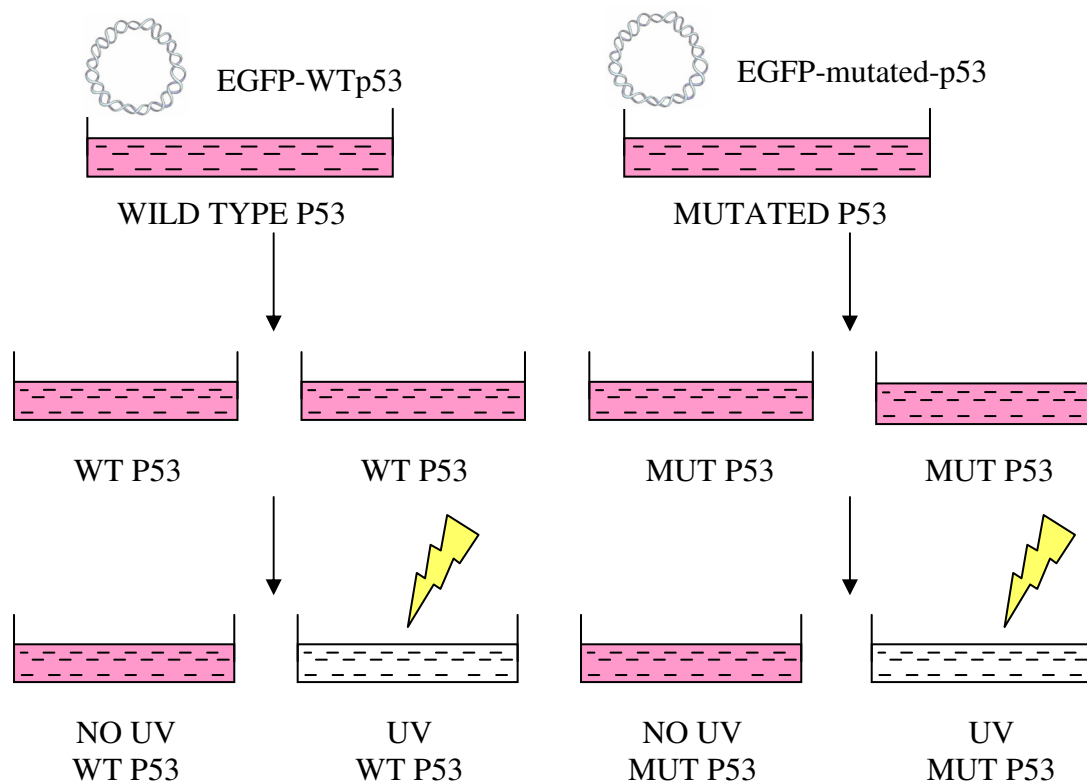 EGFP-WTp53
EGFP-mutated-p53
WILD TYPE P53
MUTATED P53
WT P53
WT P53
MUT P53
MUT P53
NO UV
WT P53
UV
WT P53
NO UV
MUT P53
UV
MUT P53